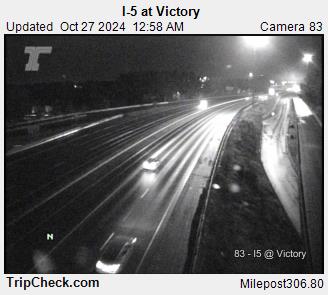 I-5 at Victory
Updated Oct 27 2024 12:58 AM Camera 83
T
N
83 - I5 @ Victory
TripCheck.com Milepost306.80